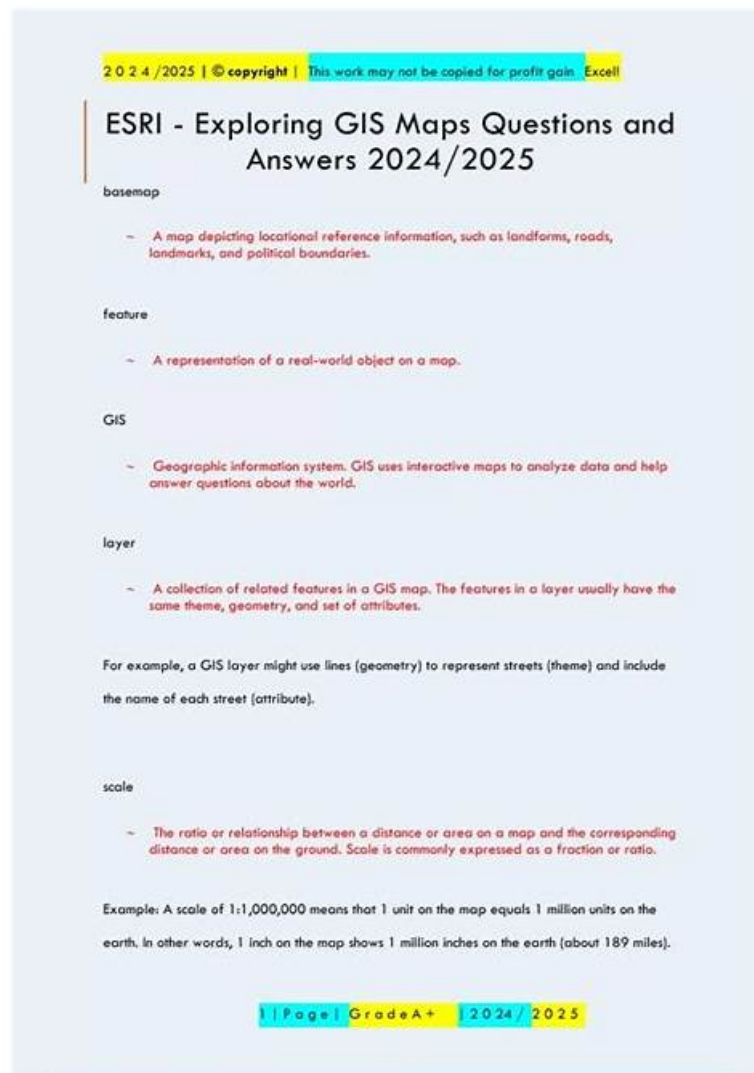 2 0 2 4 /2025 | © copyright | This work may not be copied for profit gain Excel!
ESRI - Exploring GIS Maps Questions and
Answers 2024/2025
basemap
~ A map depicting locational reference information, such as landforms, roads,
landmarks, and political boundaries.
feature
~ A representation of a real-world object on a map.
GIS
~ Geographic information system. GIS uses interactive maps to analyze data and help
answer questions about the world.
layer
~ A collection of related features in a GIS map. The features in a layer usually have the
same theme, geometry, and set of attributes.
For example, a GIS layer might use lines (geometry) to represent streets (theme) and include
the name of each street (attribute).
scale
~ The ratio or relationship between a distance or area on a map and the corresponding
distance or area on the ground. Scale is commonly expressed as a fraction or ratio.
Example: A scale of 1:1,000,000 means that 1 unit on the map equals 1 million units on the
earth. In other words, 1 inch on the map shows 1 million inches on the earth (about 189 miles).
1 | P a g e | G r a d e A + | 2 0 2 4 / 2 0 2 5